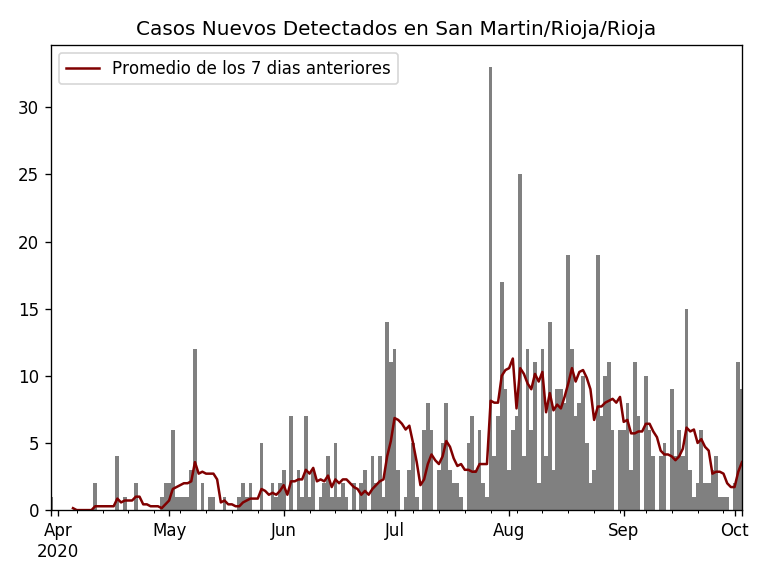 Casos Nuevos Detectados en San Martin/Rioja/Rioja
Promedio de los 7 dias anteriores
30
25
20
15
10
5
0
Apr May Jun Jul Aug Sep Oct
2020